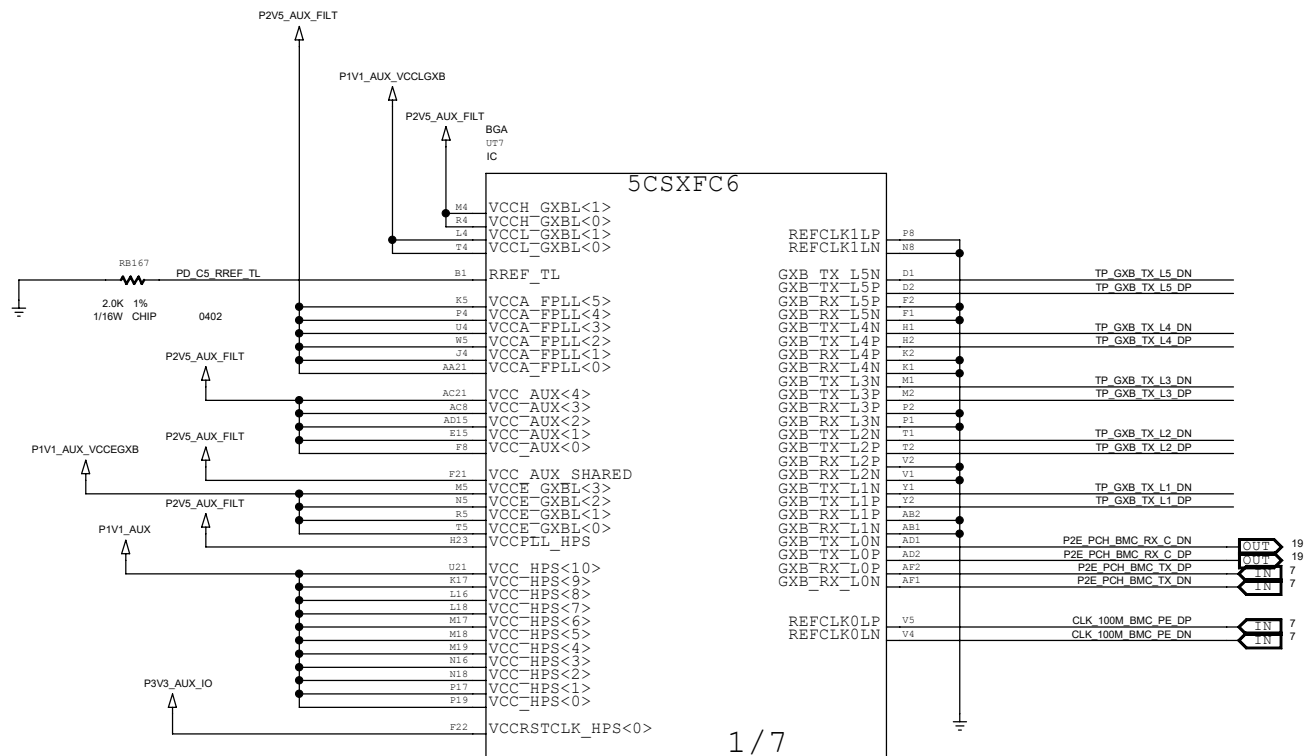 P2V5_AUX_FILT
P1V1_AUX_VCCLGXB
P2V5_AUX_FILT
BGA
UT7
IC
5CSXFC6
M4 VCCH_GXBL<1>
R4 VCCH_GXBL<0>
L4 VCCL_GXBL<1>
T4 VCCL_GXBL<0>
RB167
PD_C5_RREF_TL
B1 RREF_TL
2.0K 1%
1/16W CHIP 0402
K5 VCCA_FPLL<5>
P4 VCCA_FPLL<4>
U4 VCCA_FPLL<3>
W5 VCCA_FPLL<2>
J4 VCCA_FPLL<1>
AA21 VCCA_FPLL<0>
P2V5_AUX_FILT
AC21 VCC_AUX<4>
AC8 VCC_AUX<3>
AD15 VCC_AUX<2>
E15 VCC_AUX<1>
F8 VCC_AUX<0>
P2V5_AUX_FILT
P1V1_AUX_VCCEGXB
F21 VCC_AUX_SHARED
M5 VCCE_GXBL<3>
N5 VCCE_GXBL<2>
R5 VCCE_GXBL<1>
T5 VCCE_GXBL<0>
P2V5_AUX_FILT
H23 VCCPLL_HPS
P1V1_AUX
U21 VCC_HPS<10>
K17 VCC_HPS<9>
L16 VCC_HPS<8>
L18 VCC_HPS<7>
M17 VCC_HPS<6>
M18 VCC_HPS<5>
M19 VCC_HPS<4>
N16 VCC_HPS<3>
N18 VCC_HPS<2>
P17 VCC_HPS<1>
P19 VCC_HPS<0>
P3V3_AUX_IO
F22 VCCRSTCLK_HPS<0>
REFCLK1LP P8
REFCLK1LN N8
GXB_TX_L5N D1 TP_GXB_TX_L5_DN
GXB_TX_L5P D2 TP_GXB_TX_L5_DP
GXB_RX_L5P F2
GXB_RX_L5N F1
GXB_TX_L4N H1 TP_GXB_TX_L4_DN
GXB_TX_L4P H2 TP_GXB_TX_L4_DP
GXB_RX_L4P K2
GXB_RX_L4N K1
GXB_TX_L3N M1 TP_GXB_TX_L3_DN
GXB_TX_L3P M2 TP_GXB_TX_L3_DP
GXB_RX_L3P P2
GXB_RX_L3N P1
GXB_TX_L2N T1 TP_GXB_TX_L2_DN
GXB_TX_L2P T2 TP_GXB_TX_L2_DP
GXB_RX_L2P V2
GXB_RX_L2N V1
GXB_TX_L1N Y1 TP_GXB_TX_L1_DN
GXB_TX_L1P Y2 TP_GXB_TX_L1_DP
GXB_RX_L1P AB2
GXB_RX_L1N AB1
GXB_TX_L0N AD1 P2E_PCH_BMC_RX_C_DN OUT 19
GXB_TX_L0P AD2 P2E_PCH_BMC_RX_C_DP OUT 19
GXB_RX_L0P AF2 P2E_PCH_BMC_TX_DP IN 7
GXB_RX_L0N AF1 P2E_PCH_BMC_TX_DN IN 7
REFCLK0LP V5 CLK_100M_BMC_PE_DP IN 7
REFCLK0LN V4 CLK_100M_BMC_PE_DN IN 7
1/7